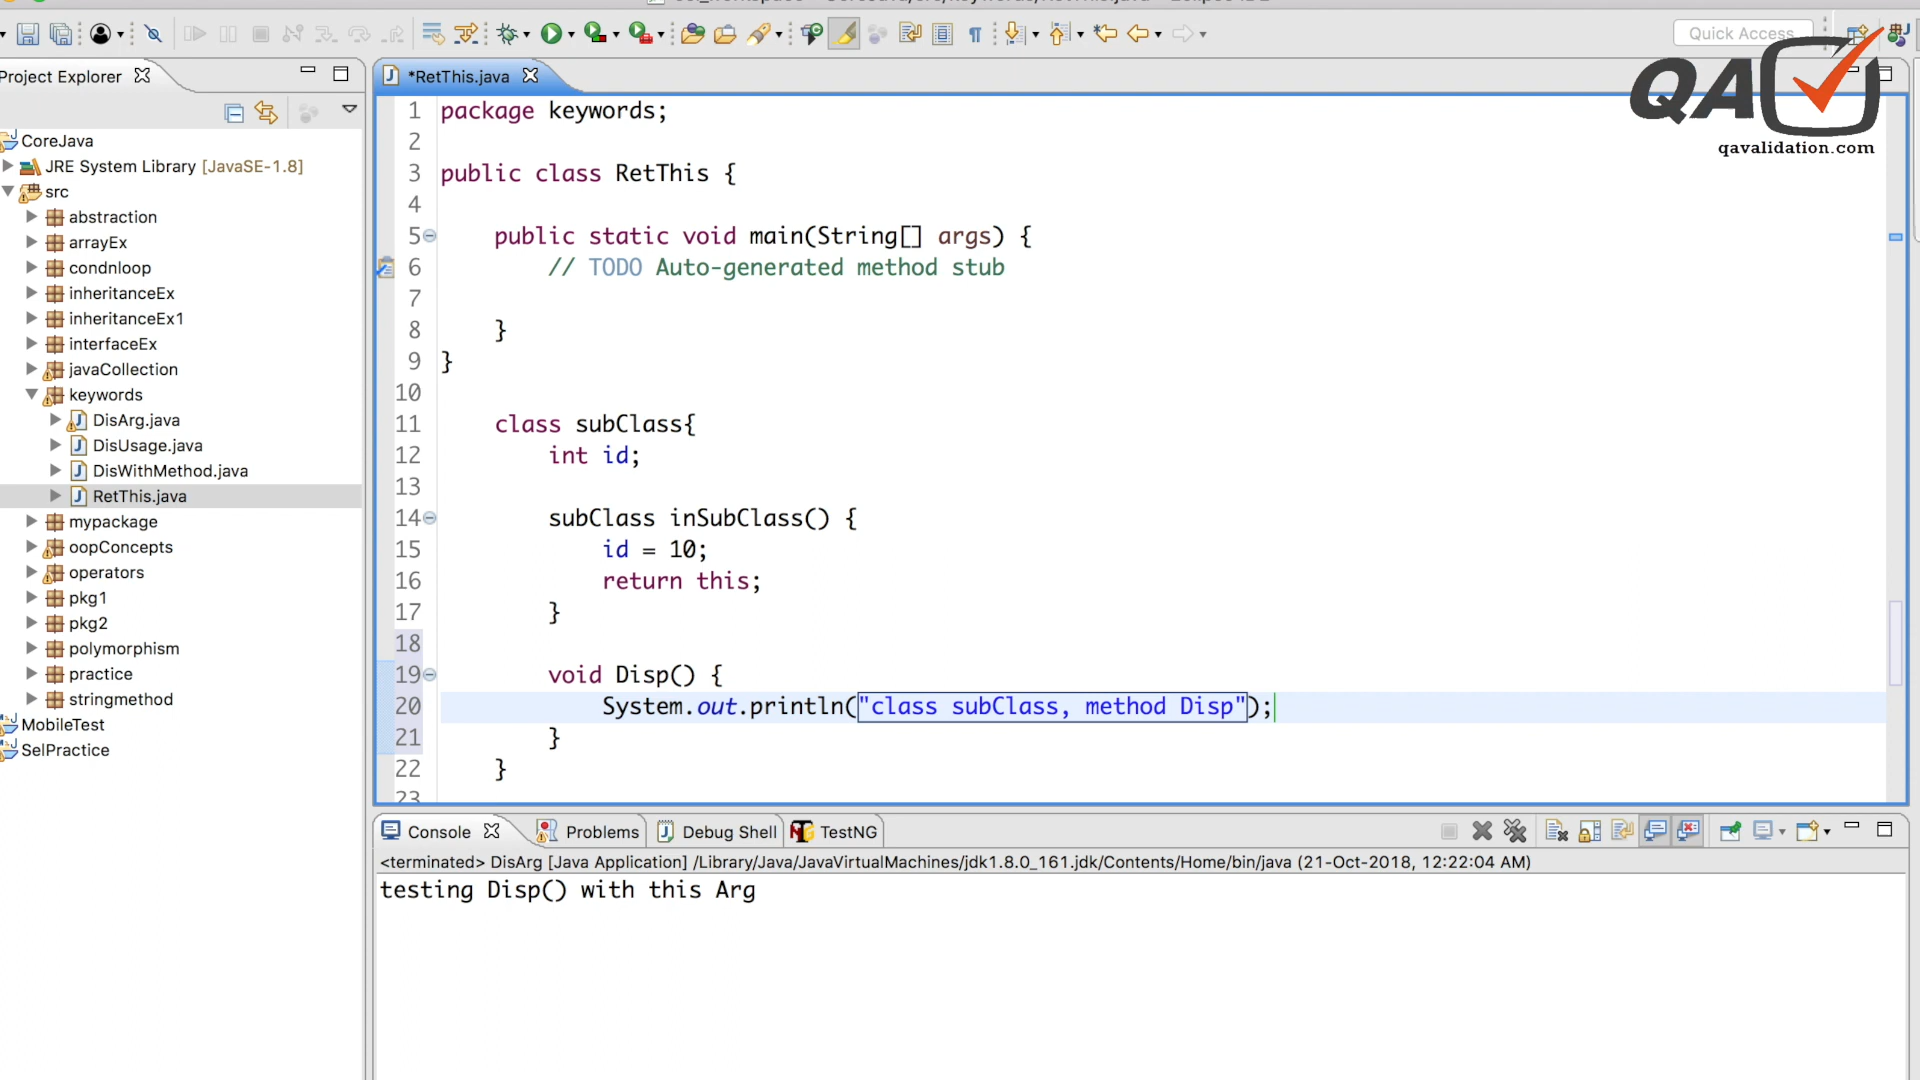 Quick Access
QA
qavalidation.com
Project Explorer
CoreJava
JRE System Library [JavaSE-1.8]
src
abstraction
arrayEx
condnloop
inheritanceEx
inheritanceEx1
interfaceEx
javaCollection
keywords
DisArg.java
DisUsage.java
DisWithMethod.java
RetThis.java
mypackage
oopConcepts
operators
pkg1
pkg2
polymorphism
practice
stringmethod
MobileTest
SelPractice
*RetThis.java
1 package keywords;
2
3 public class RetThis {
4
5 public static void main(String[] args) {
6 // TODO Auto-generated method stub
7
8 }
9 }
10
11 class subClass{
12 int id;
13
14 subClass inSubClass() {
15 id = 10;
16 return this;
17 }
18
19 void Disp() {
20 System.out.println("class subClass, method Disp");
21 }
22 }
23
Console Problems Debug Shell TestNG
<terminated> DisArg [Java Application] /Library/Java/JavaVirtualMachines/jdk1.8.0_161.jdk/Contents/Home/bin/java (21-Oct-2018, 12:22:04 AM)
testing Disp() with this Arg